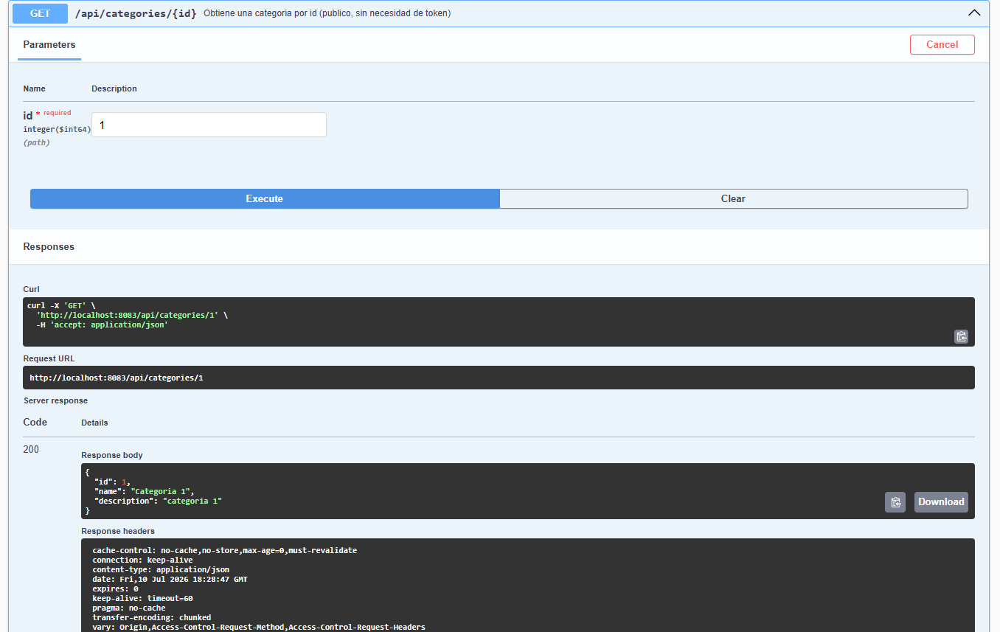 GET /api/categories/{id} Obtiene una categoria por id (publico, sin necesidad de token)
Parameters
Cancel
Name Description
id * required
integer($int64)
(path)
1
Execute Clear
Responses
Curl
curl -X 'GET' \
'http://localhost:8083/api/categories/1' \
-H 'accept: application/json'
Request URL
http://localhost:8083/api/categories/1
Server response
Code Details
200
Response body
{
"id": 1,
"name": "Categoria 1",
"description": "categoria 1"
}
Download
Response headers
cache-control: no-cache,no-store,max-age=0,must-revalidate
connection: keep-alive
content-type: application/json
date: Fri,10 Jul 2026 18:28:47 GMT
expires: 0
keep-alive: timeout=60
pragma: no-cache
transfer-encoding: chunked
vary: Origin,Access-Control-Request-Method,Access-Control-Request-Headers